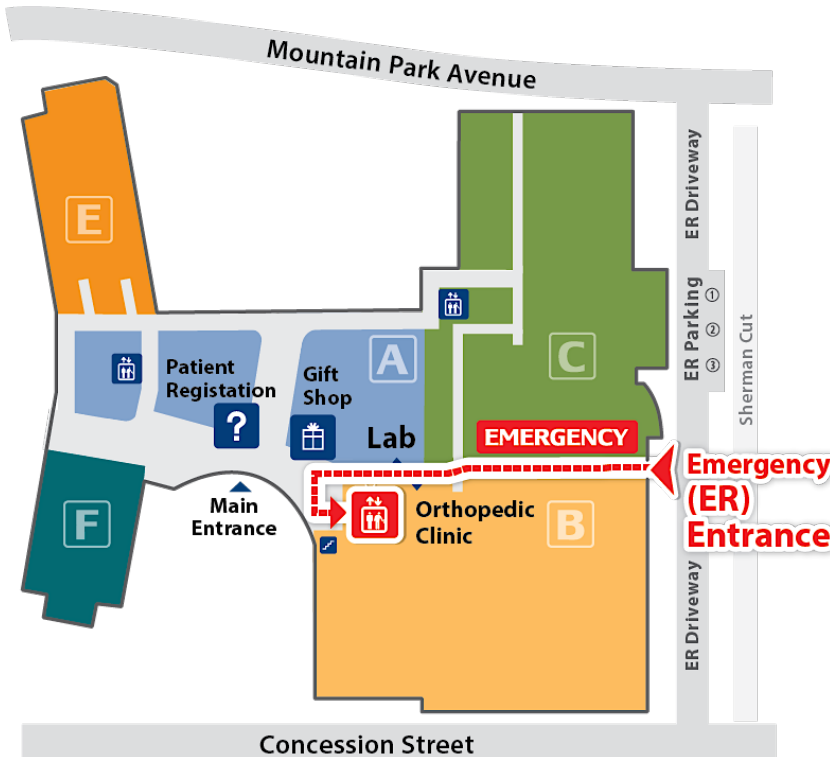 Mountain Park Avenue
ER Driveway
E
ER Parking
①
②
③
Sherman Cut
A
C
Patient
Registation
Gift
Shop
?
Lab
EMERGENCY
Emergency
(ER)
Entrance
Main
Entrance
Orthopedic
Clinic
F
B
ER Driveway
Concession Street